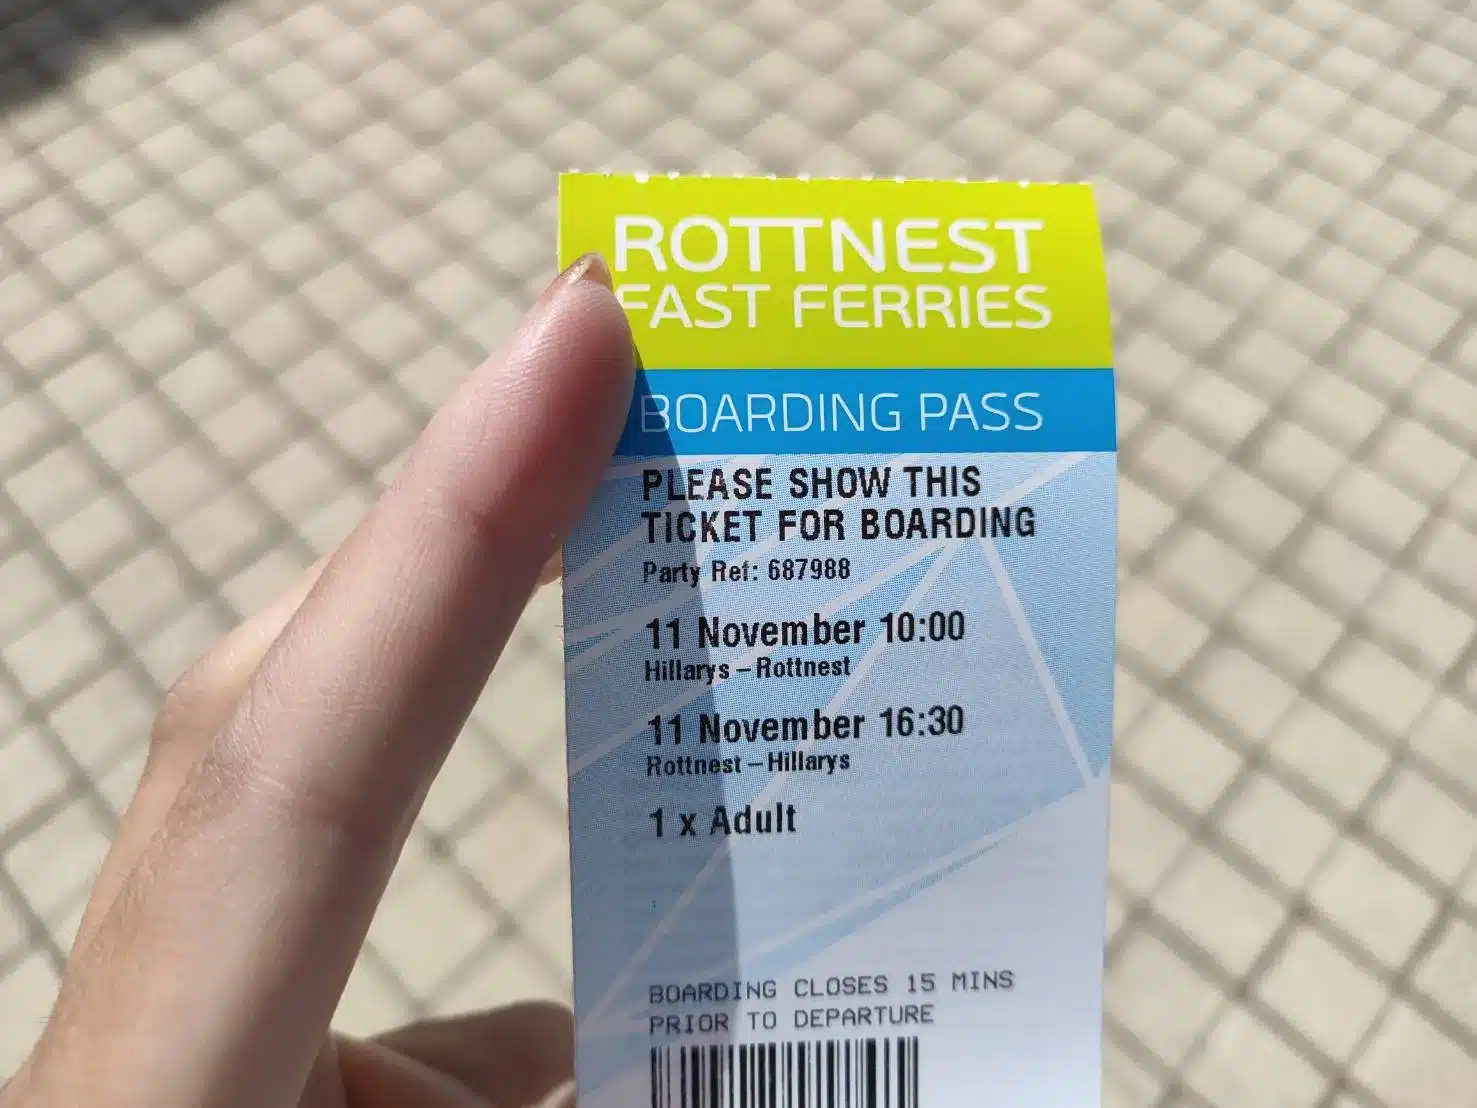 ROTTNEST
FAST FERRIES
BOARDING PASS
PLEASE SHOW THIS
TICKET FOR BOARDING
Party Ref: 687988
11 November 10:00
Hillarys – Rottnest
11 November 16:30
Rottnest – Hillarys
1 x Adult
BOARDING CLOSES 15 MINS
PRIOR TO DEPARTURE